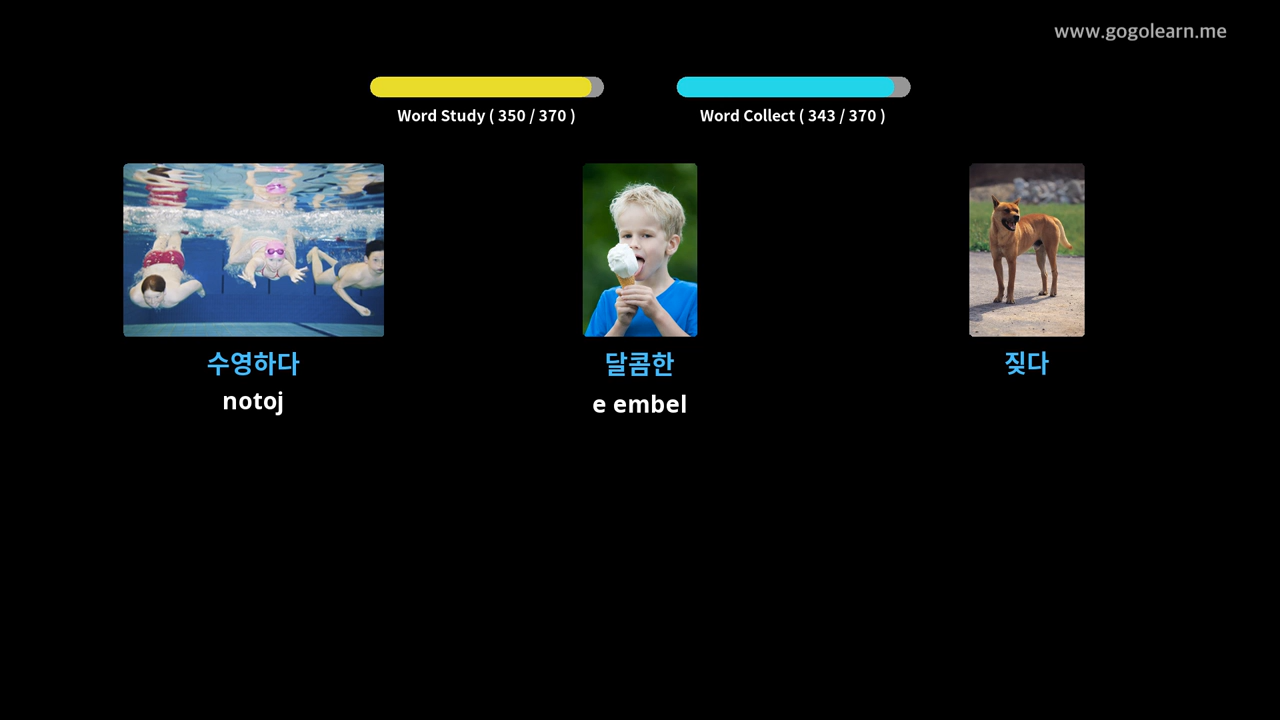 www.gogolearn.me
Word Study ( 350 / 370 )
Word Collect ( 343 / 370 )
수영하다
notoj
달콤한
e embel
짖다